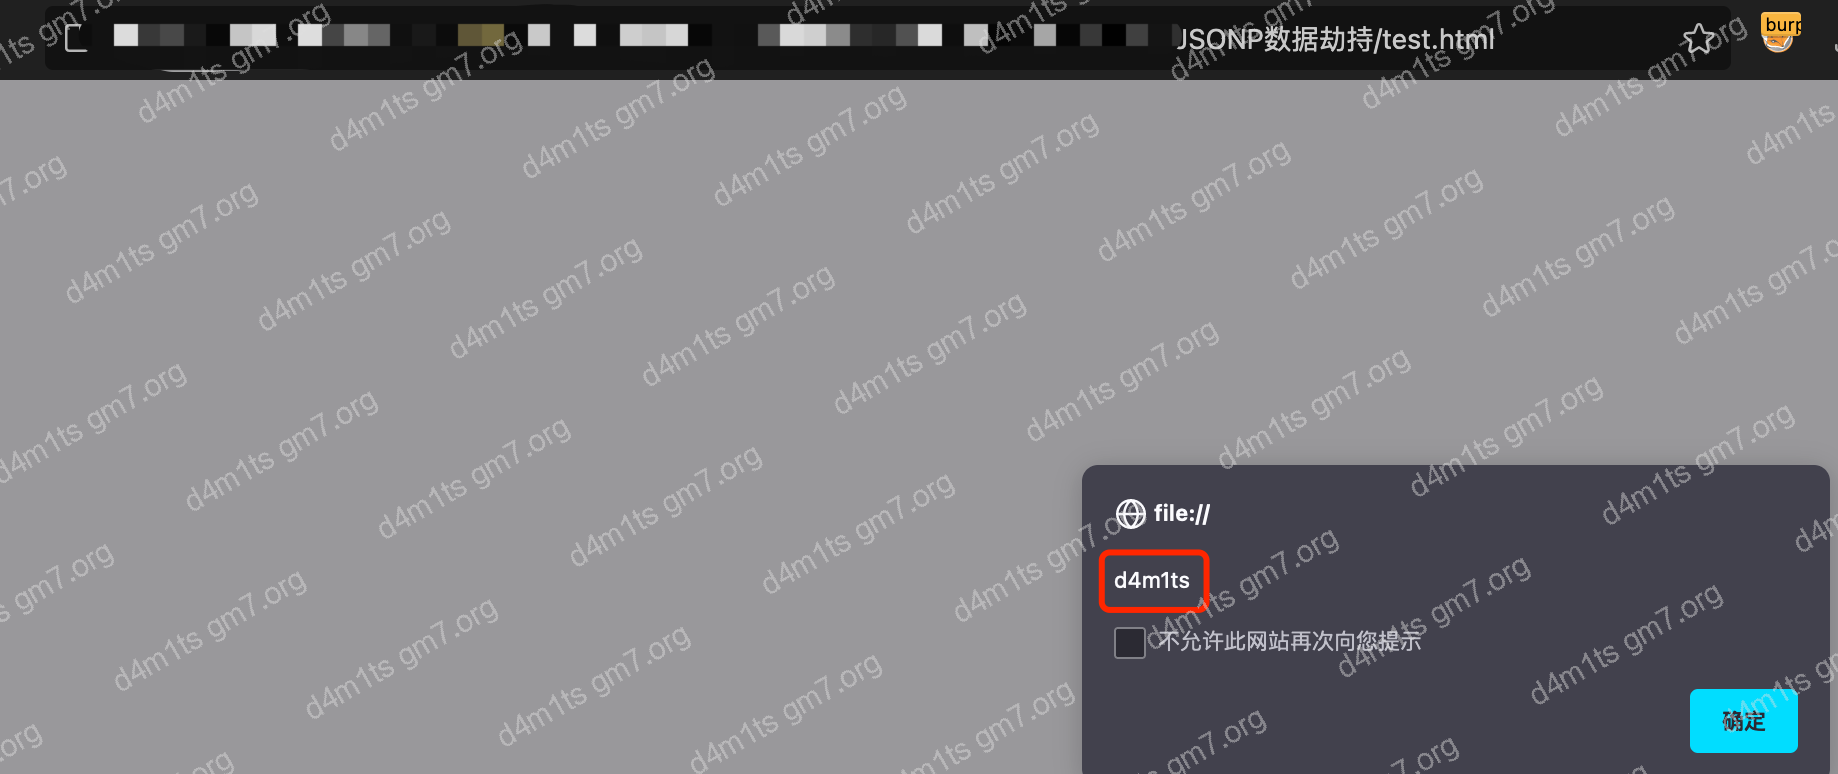 JSONP数据劫持/test.html
burp
file://
d4m1ts
不允许此网站再次向您提示
确定
d4m1ts gm7.org